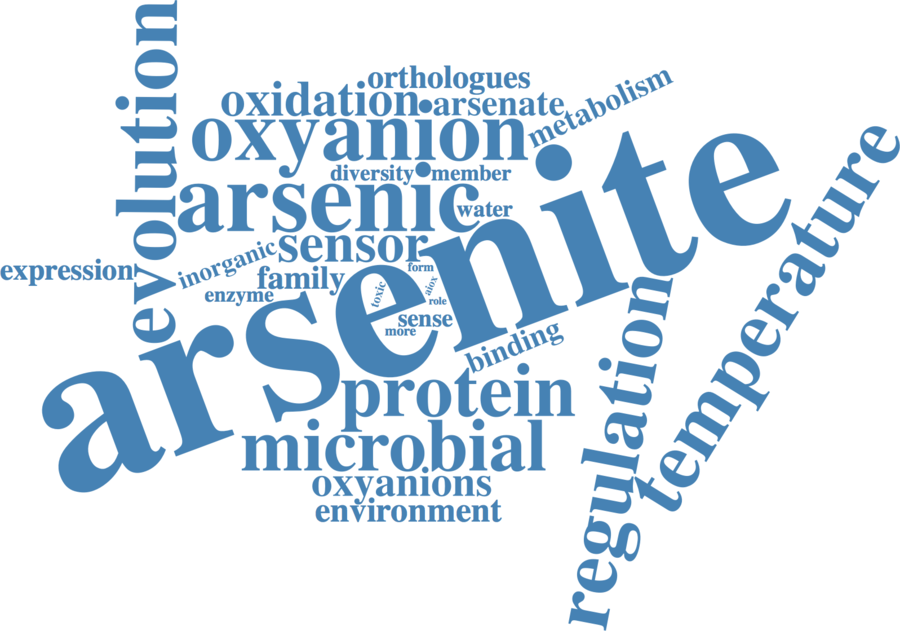 evolution
orthologues
oxidation
arsenate
metabolism
oxyanion
diversity
member
arsenic
water
sensor
inorganic
expression
family
form
enzyme
toxic
aiox
role
sense
more
arsenite
temperature
binding
regulation
protein
microbial
oxyanions
environment